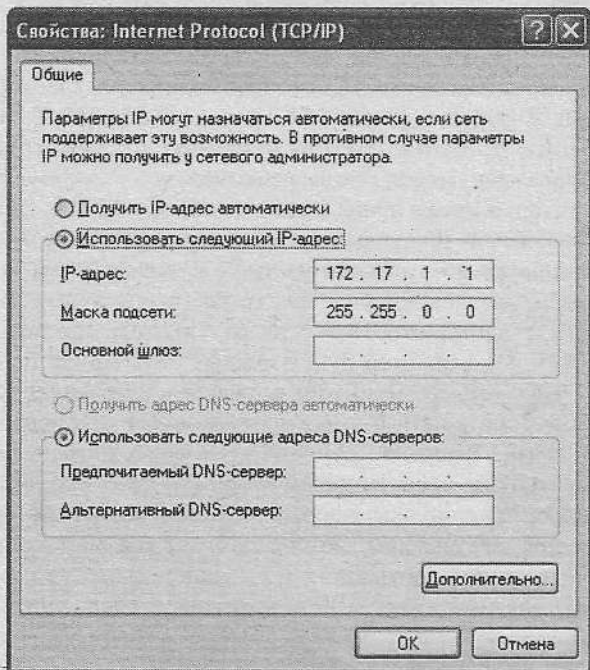 Свойства: Internet Protocol (TCP/IP)
Общие
Параметры IP могут назначаться автоматически, если сеть
поддерживает эту возможность. В противном случае параметры
IP можно получить у сетевого администратора.
Получить IP-адрес автоматически
Использовать следующий IP-адрес:
IP-адрес: 172 . 17 . 1 . 1
Маска подсети: 255 . 255 . 0 . 0
Основной шлюз: . . .
Получить адрес DNS-сервера автоматически
Использовать следующие адреса DNS-серверов:
Предпочитаемый DNS-сервер: . . .
Альтернативный DNS-сервер: . . .
Дополнительно...
OK Отмена